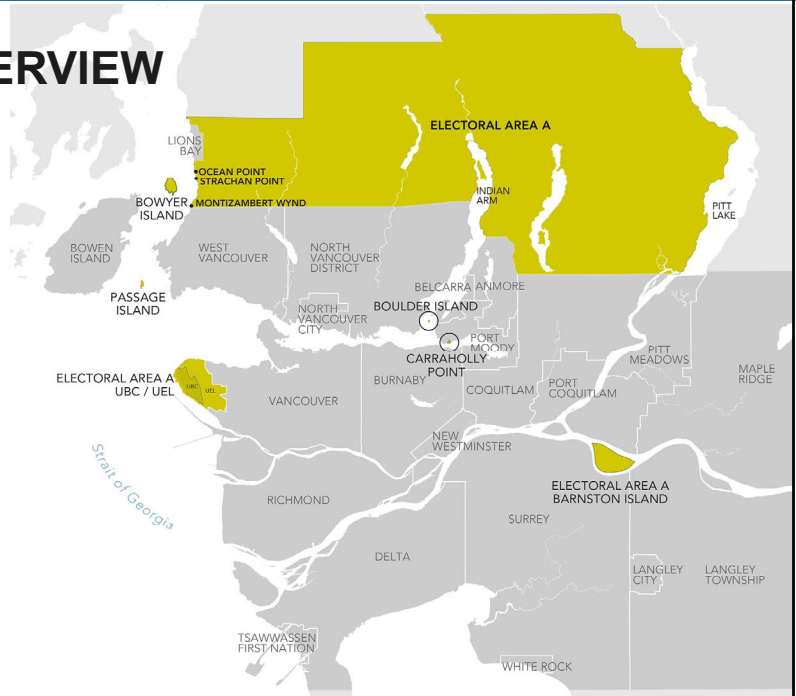 ERVIEW
ELECTORAL AREA A
LIONS
BAY
OCEAN POINT
STRACHAN POINT
BOWYER
ISLAND
MONTIZAMBERT WYND
INDIAN
ARM
PITT
LAKE
BOWEN
ISLAND
WEST
VANCOUVER
NORTH
VANCOUVER
DISTRICT
BELCARRA
ANMORE
PASSAGE
ISLAND
NORTH
VANCOUVER
CITY
BOULDER ISLAND
PORT
MOODY
CARRAHOLLY
POINT
PITT
MEADOWS
MAPLE
RIDGE
ELECTORAL AREA A
UBC / UEL
UBC
UEL
VANCOUVER
BURNABY
COQUITLAM
PORT
COQUITLAM
NEW
WESTMINSTER
Strait of Georgia
ELECTORAL AREA A
BARNSTON ISLAND
RICHMOND
SURREY
DELTA
LANGLEY
CITY
LANGLEY
TOWNSHIP
TSAWWASSEN
FIRST NATION
WHITE ROCK